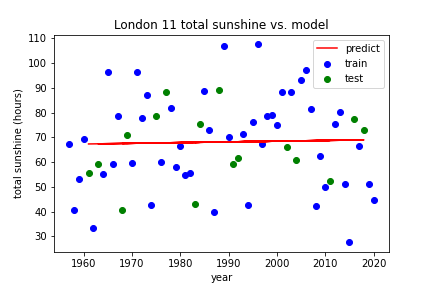 London 11 total sunshine vs. model
predict
train
test
total sunshine (hours)
110
100
90
80
70
60
50
40
30
1960 1970 1980 1990 2000 2010 2020
year